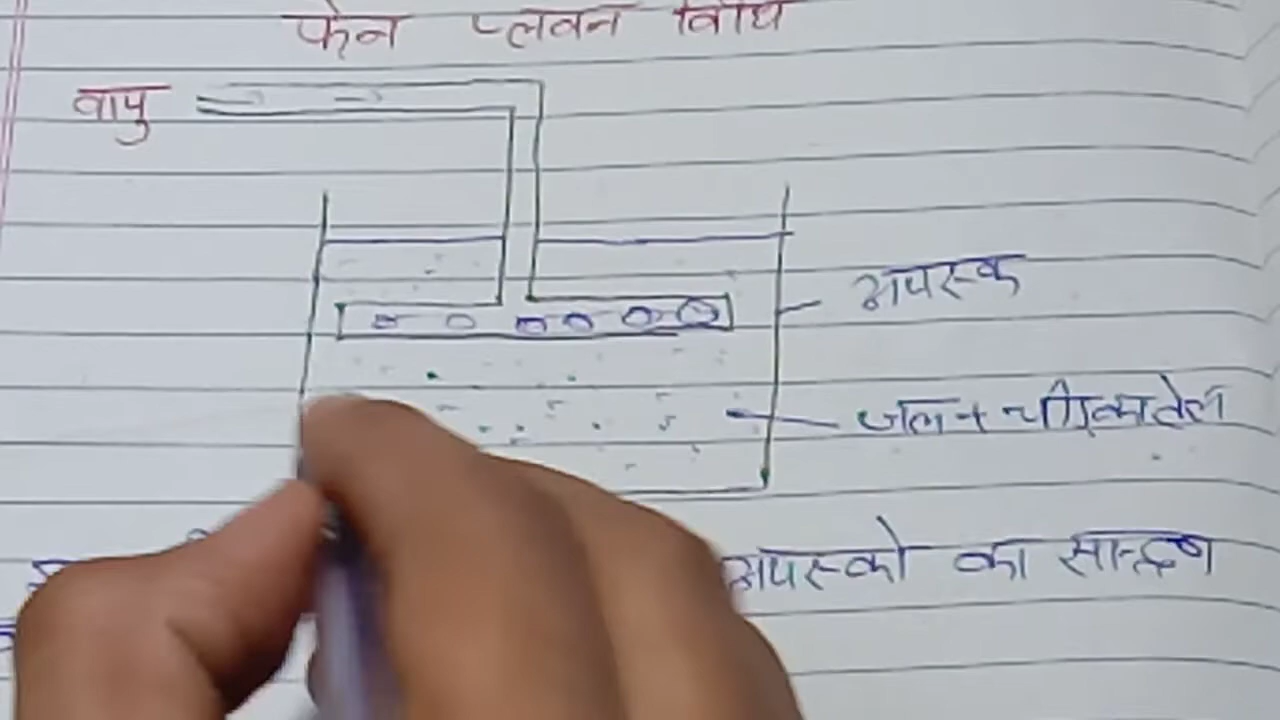 फेन प्लवन विधि
वायु
अयस्क
जल + चीड़ का तेल
अयस्को का सान्द्रण